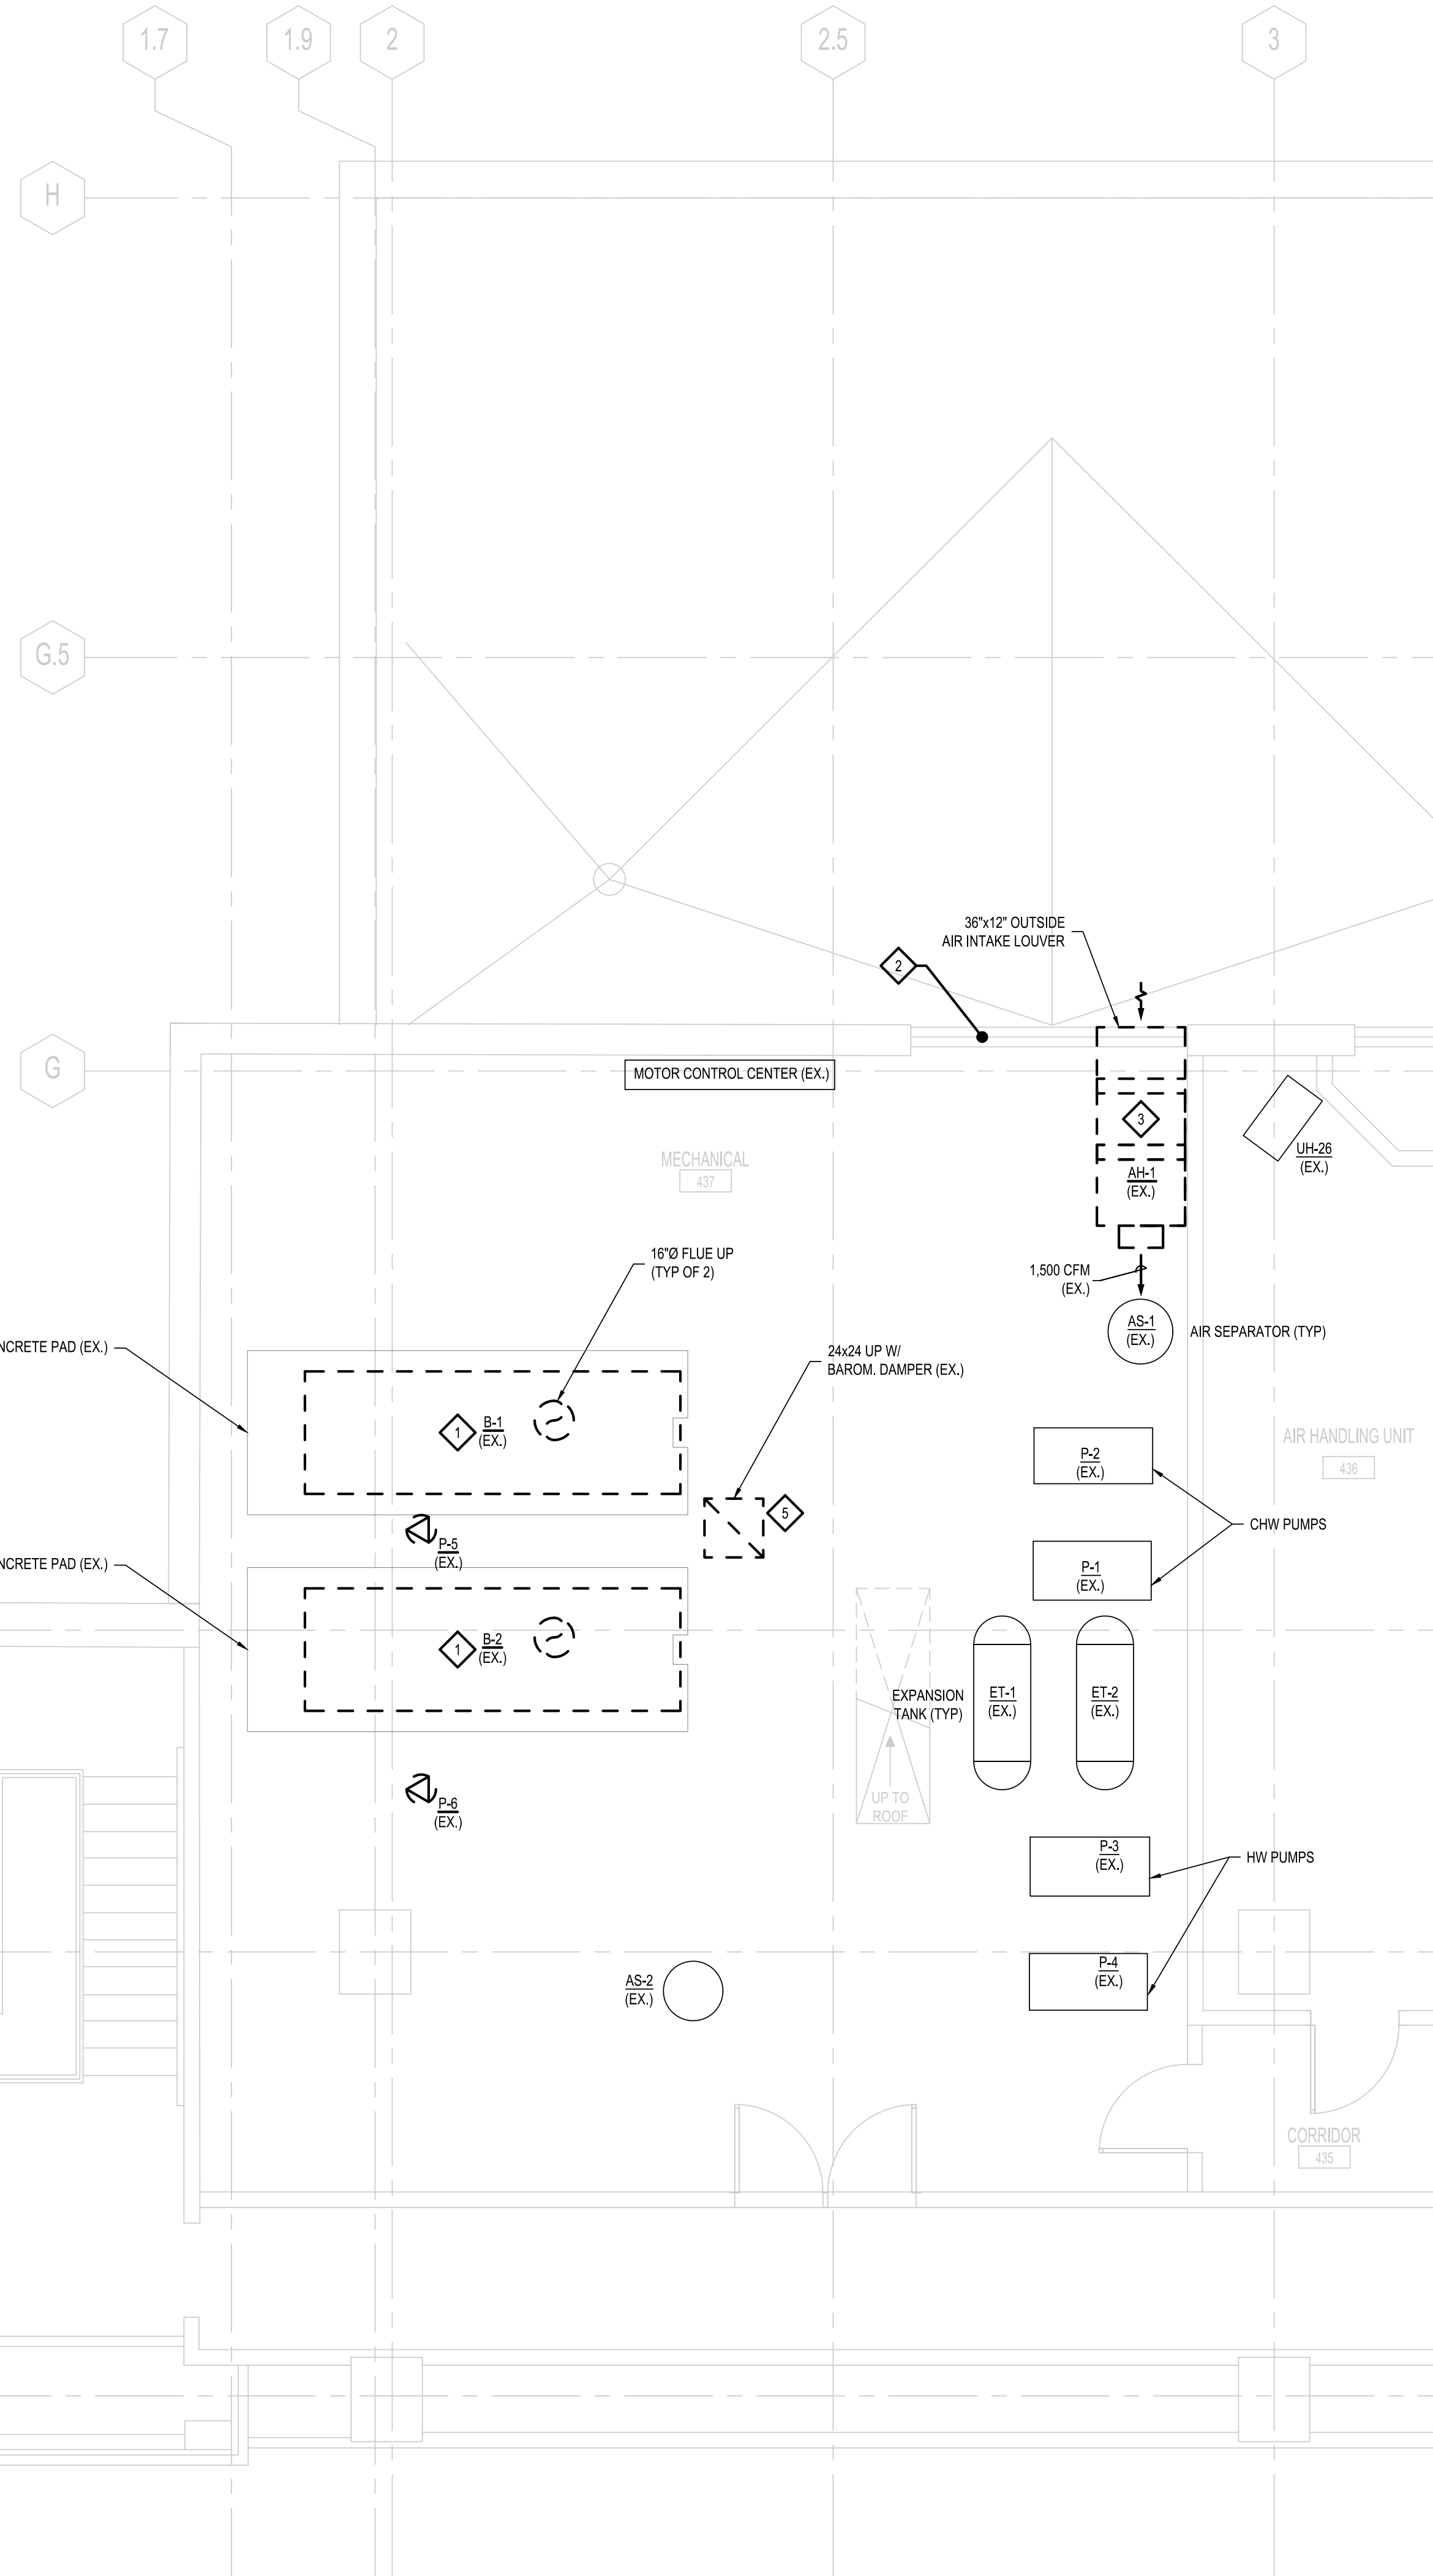 1.7
1.9
2
2.5
3
H
G.5
G
36"x12" OUTSIDE
AIR INTAKE LOUVER
2
MOTOR CONTROL CENTER (EX.)
3
MECHANICAL
437
AH-1
(EX.)
UH-26
(EX.)
16"Ø FLUE UP
(TYP OF 2)
1,500 CFM
(EX.)
AS-1
(EX.)
AIR SEPARATOR (TYP)
NCRETE PAD (EX.)
24x24 UP W/
BAROM. DAMPER (EX.)
1
B-1
(EX.)
P-2
(EX.)
AIR HANDLING UNIT
436
5
CHW PUMPS
P-5
(EX.)
NCRETE PAD (EX.)
P-1
(EX.)
1
B-2
(EX.)
EXPANSION
TANK (TYP)
ET-1
(EX.)
ET-2
(EX.)
UP TO
ROOF
P-6
(EX.)
P-3
(EX.)
HW PUMPS
AS-2
(EX.)
P-4
(EX.)
CORRIDOR
435